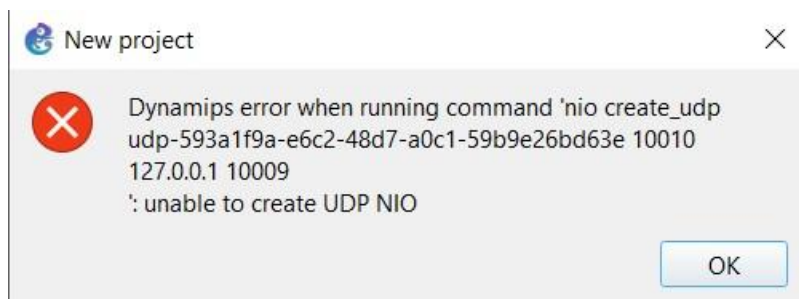 New project
Dynamips error when running command 'nio create_udp
udp-593a1f9a-e6c2-48d7-a0c1-59b9e26bd63e 10010
127.0.0.1 10009
': unable to create UDP NIO
OK